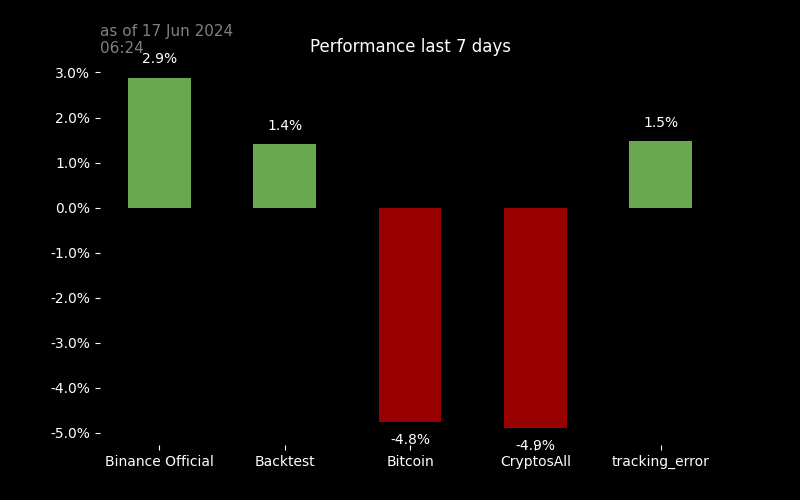 as of 17 Jun 2024
06:24
Performance last 7 days
3.0%
2.0%
1.0%
0.0%
-1.0%
-2.0%
-3.0%
-4.0%
-5.0%
2.9%
1.4%
-4.8%
-4.9%
1.5%
Binance Official
Backtest
Bitcoin
CryptosAll
tracking_error